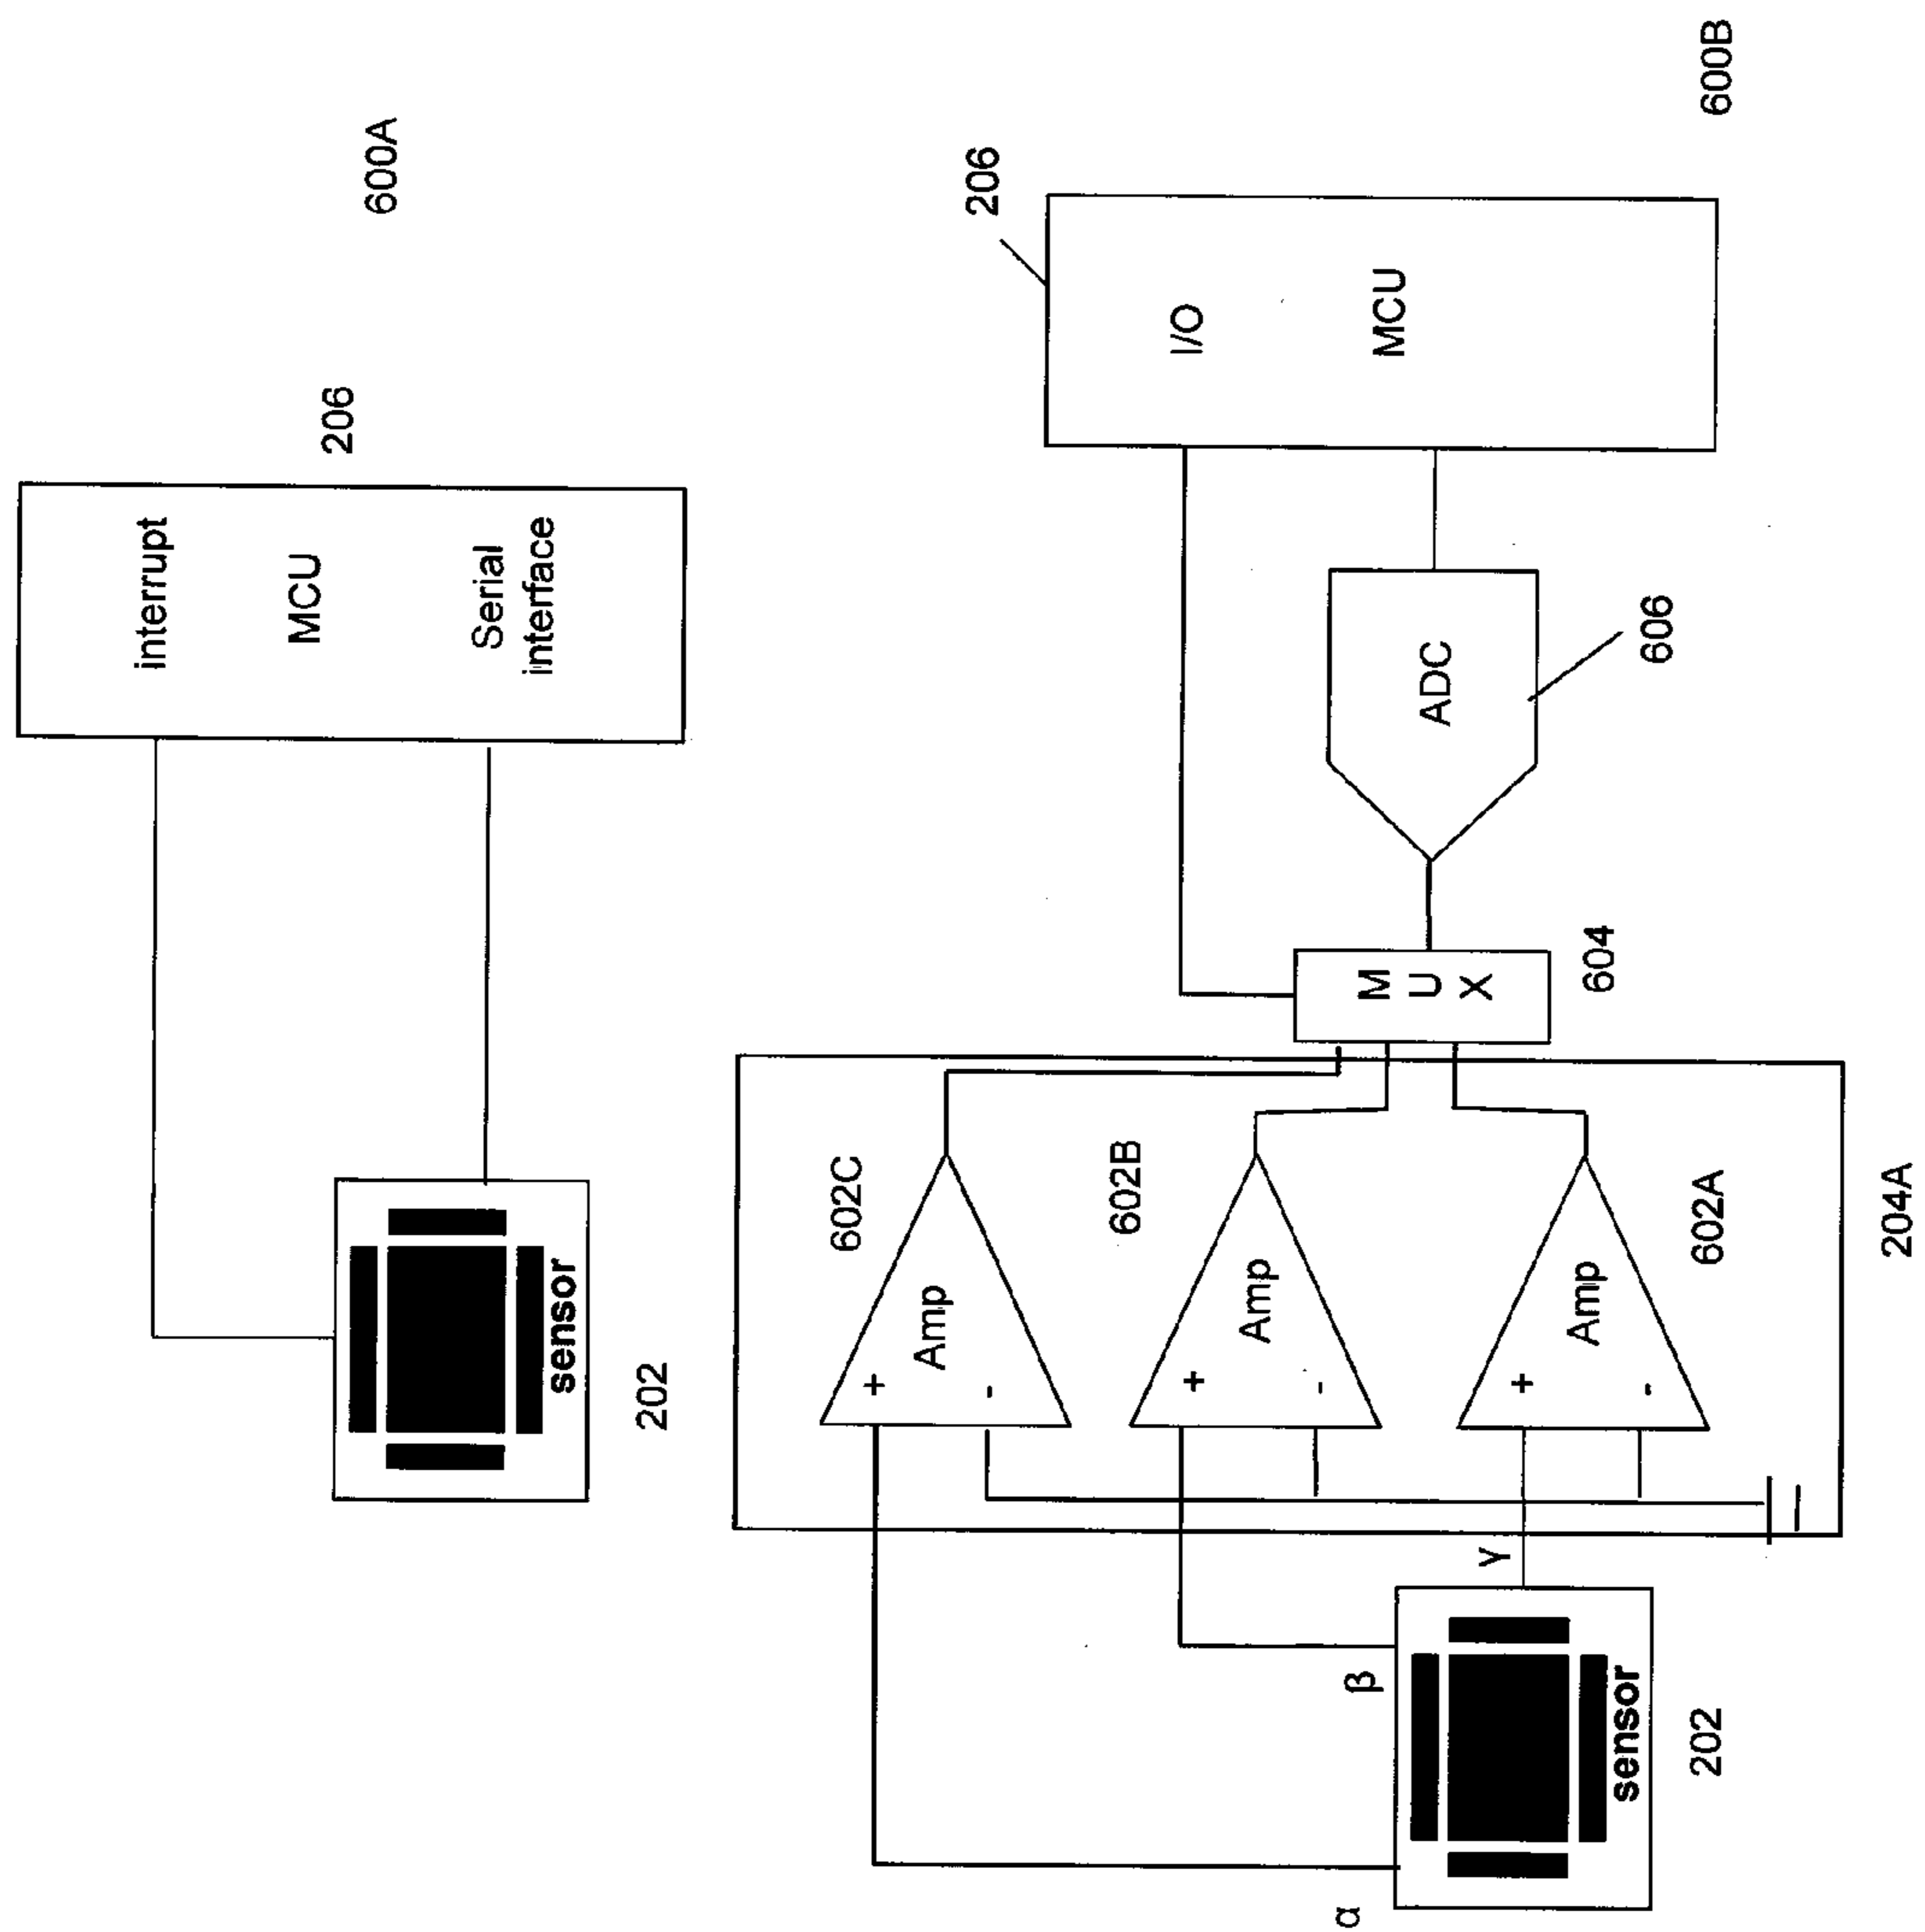 600A
206
interrupt
MCU
Serial
interface
sensor
202
600B
206
I/O
MCU
ADC
606
M
U
X
604
602C
+
Amp
-
602B
+
Amp
-
602A
+
Amp
-
204A
α
β
γ
sensor
202